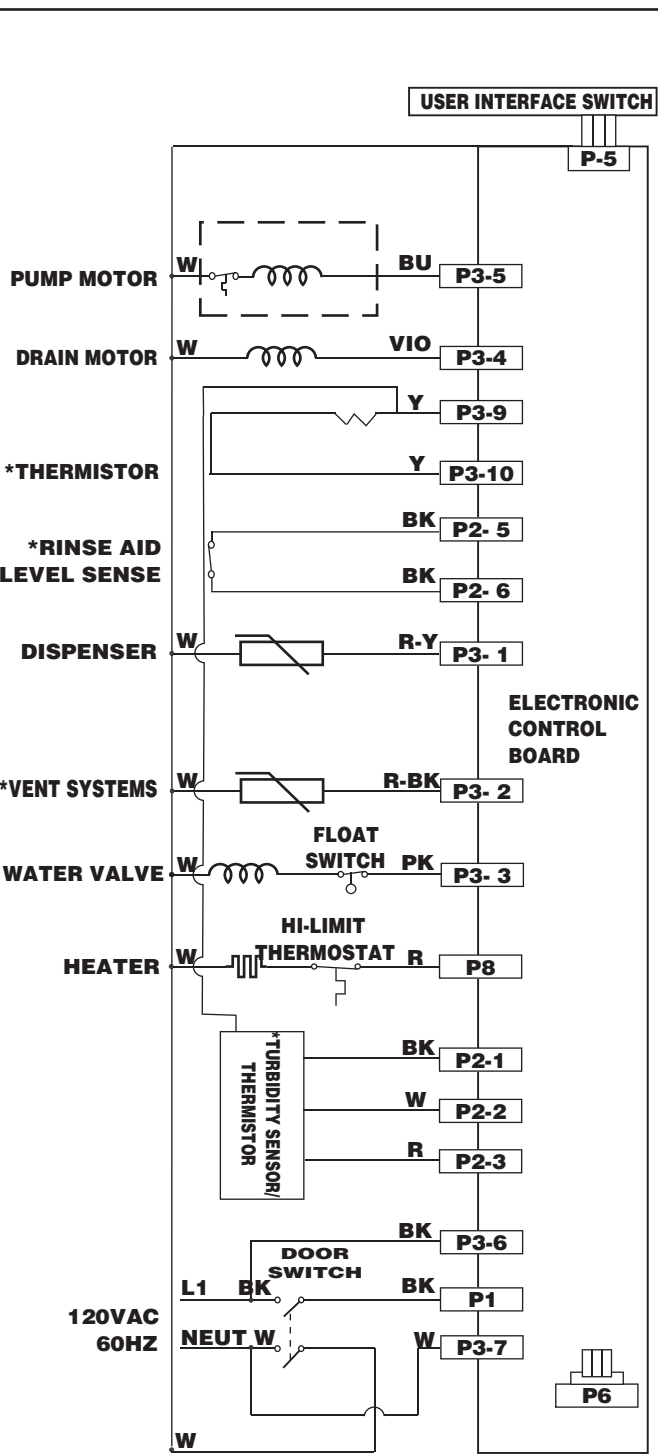 USER INTERFACE SWITCH
P-5
PUMP MOTOR
W
BU
P3-5
DRAIN MOTOR
W
VIO
P3-4
Y
P3-9
*THERMISTOR
Y
P3-10
*RINSE AID
LEVEL SENSE
BK
P2- 5
BK
P2- 6
DISPENSER
W
R-Y
P3- 1
ELECTRONIC
CONTROL
BOARD
*VENT SYSTEMS
W
R-BK
P3- 2
WATER VALVE
W
FLOAT
SWITCH
PK
P3- 3
HEATER
W
HI-LIMIT
THERMOSTAT
R
P8
*TURBIDITY SENSOR/
THERMISTOR
BK
P2-1
W
P2-2
R
P2-3
BK
P3-6
DOOR
SWITCH
L1
BK
BK
P1
120VAC
60HZ
NEUT W
W
P3-7
P6
W